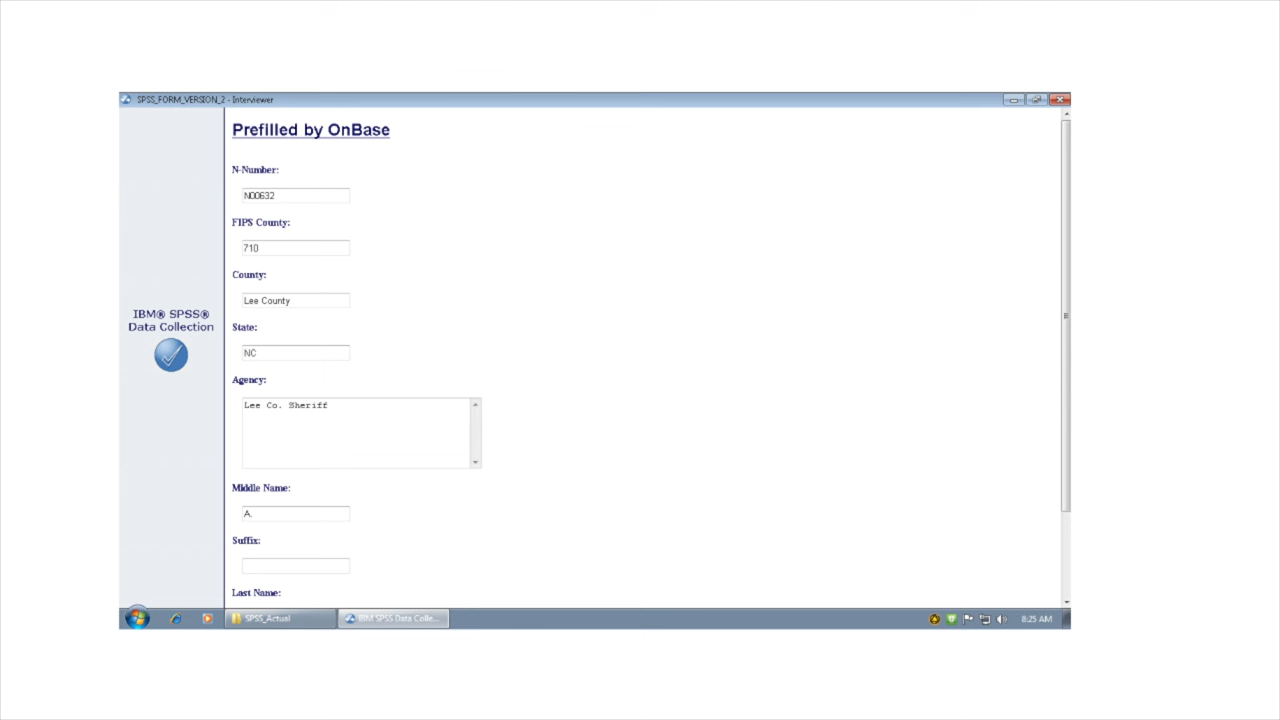 SPSS_FORM_VERSION_2 - Interviewer
Prefilled by OnBase
N-Number:
N00632
FIPS County:
710
County:
Lee County
IBM® SPSS®
Data Collection
State:
NC
Agency:
Lee Co. Sheriff
Middle Name:
A.
Suffix:
Last Name:
SPSS_Actual
IBM SPSS Data Colle...
8:25 AM